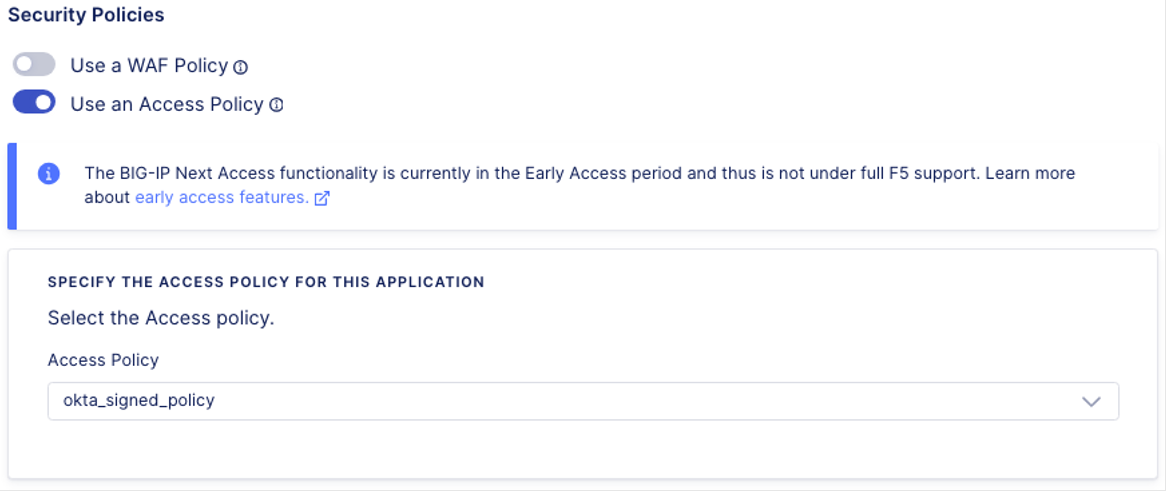 Security Policies
Use a WAF Policy
Use an Access Policy
The BIG-IP Next Access functionality is currently in the Early Access period and thus is not under full F5 support. Learn more
about early access features.
SPECIFY THE ACCESS POLICY FOR THIS APPLICATION
Select the Access policy.
Access Policy
okta_signed_policy